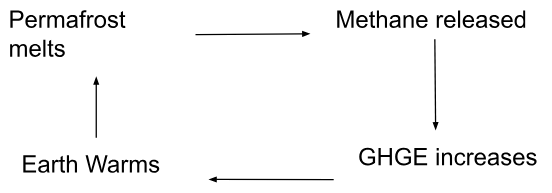 Permafrost
melts
Methane released
GHGE increases
Earth Warms